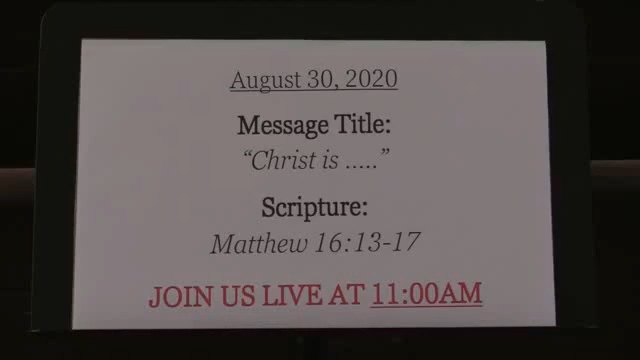 August 30, 2020
Message Title:
“Christ is .....”
Scripture:
Matthew 16:13-17
JOIN US LIVE AT 11:00AM